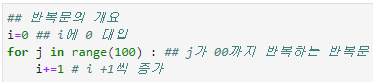 ## 반복문의 개요
i=0 ## i에 0 대입
for j in range(100) : ## j가 00까지 반복하는 반복문
    i+=1 # i +1씩 증가